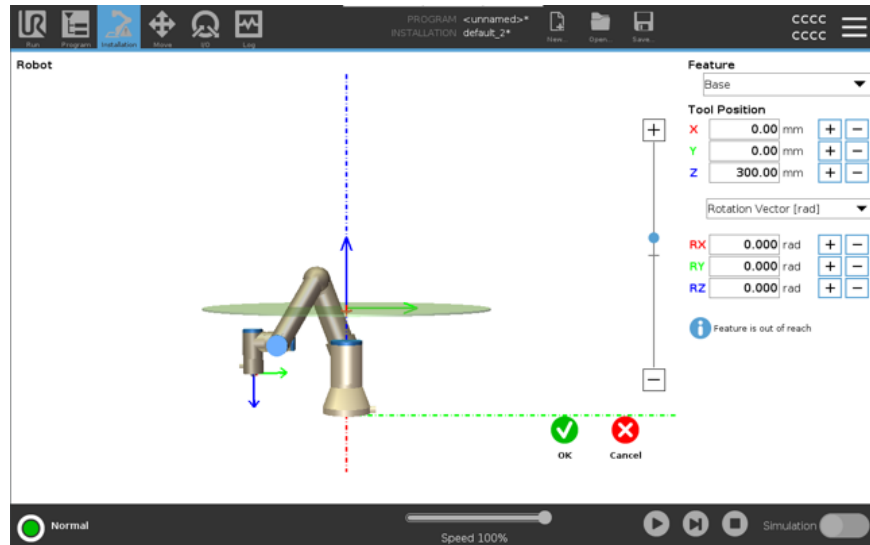 PROGRAM <unnamed>*
INSTALLATION default_2*
cccc
cccc
Run
Program
Installation
Move
I/O
Log
New...
Open...
Save...
Robot
Feature
Base
Tool Position
X 0.00 mm + −
Y 0.00 mm + −
Z 300.00 mm + −
Rotation Vector [rad]
RX 0.000 rad + −
RY 0.000 rad + −
RZ 0.000 rad + −
i Feature is out of reach
+
−
OK
Cancel
Normal
Speed 100%
Simulation